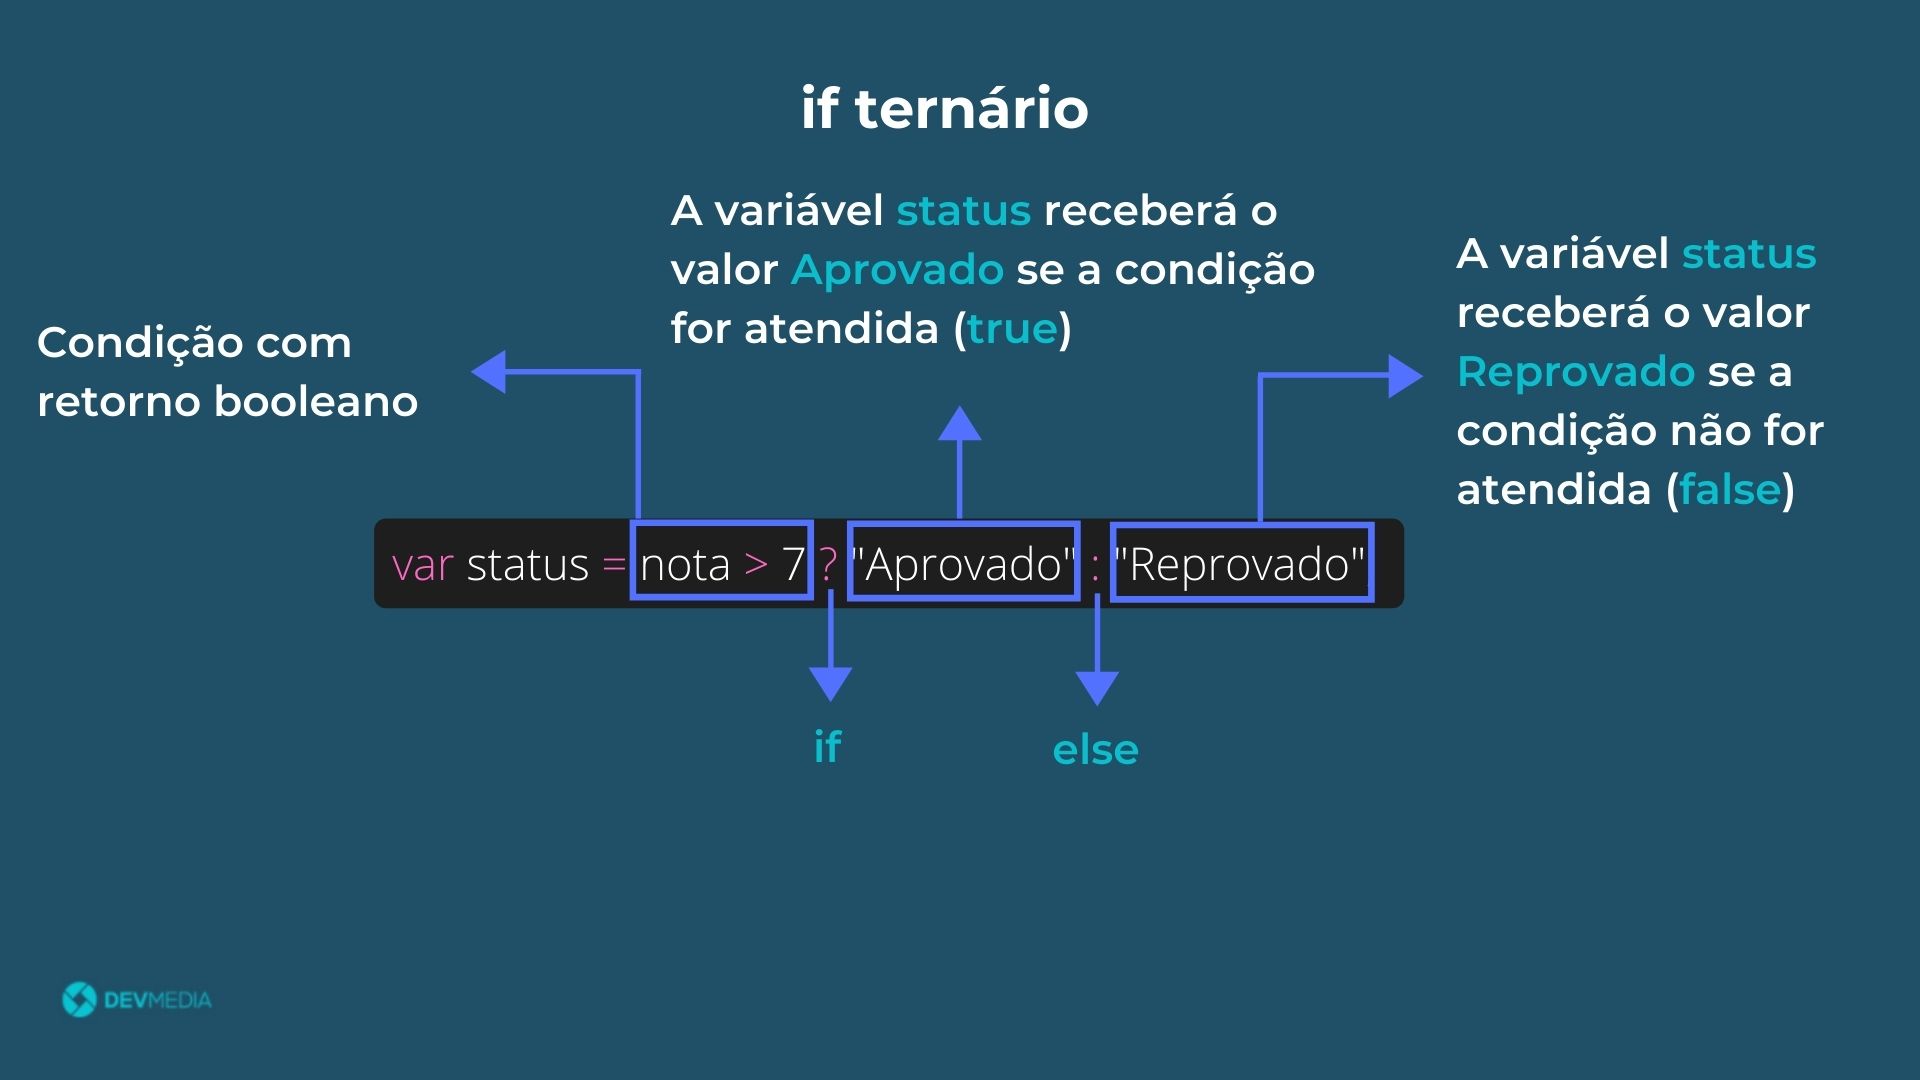 if ternário
A variável status receberá o
valor Aprovado se a condição
for atendida (true)
A variável status
receberá o valor
Reprovado se a
condição não for
atendida (false)
Condição com
retorno booleano
var status = nota > 7 ? "Aprovado" : "Reprovado"
if
else
DEVMEDIA